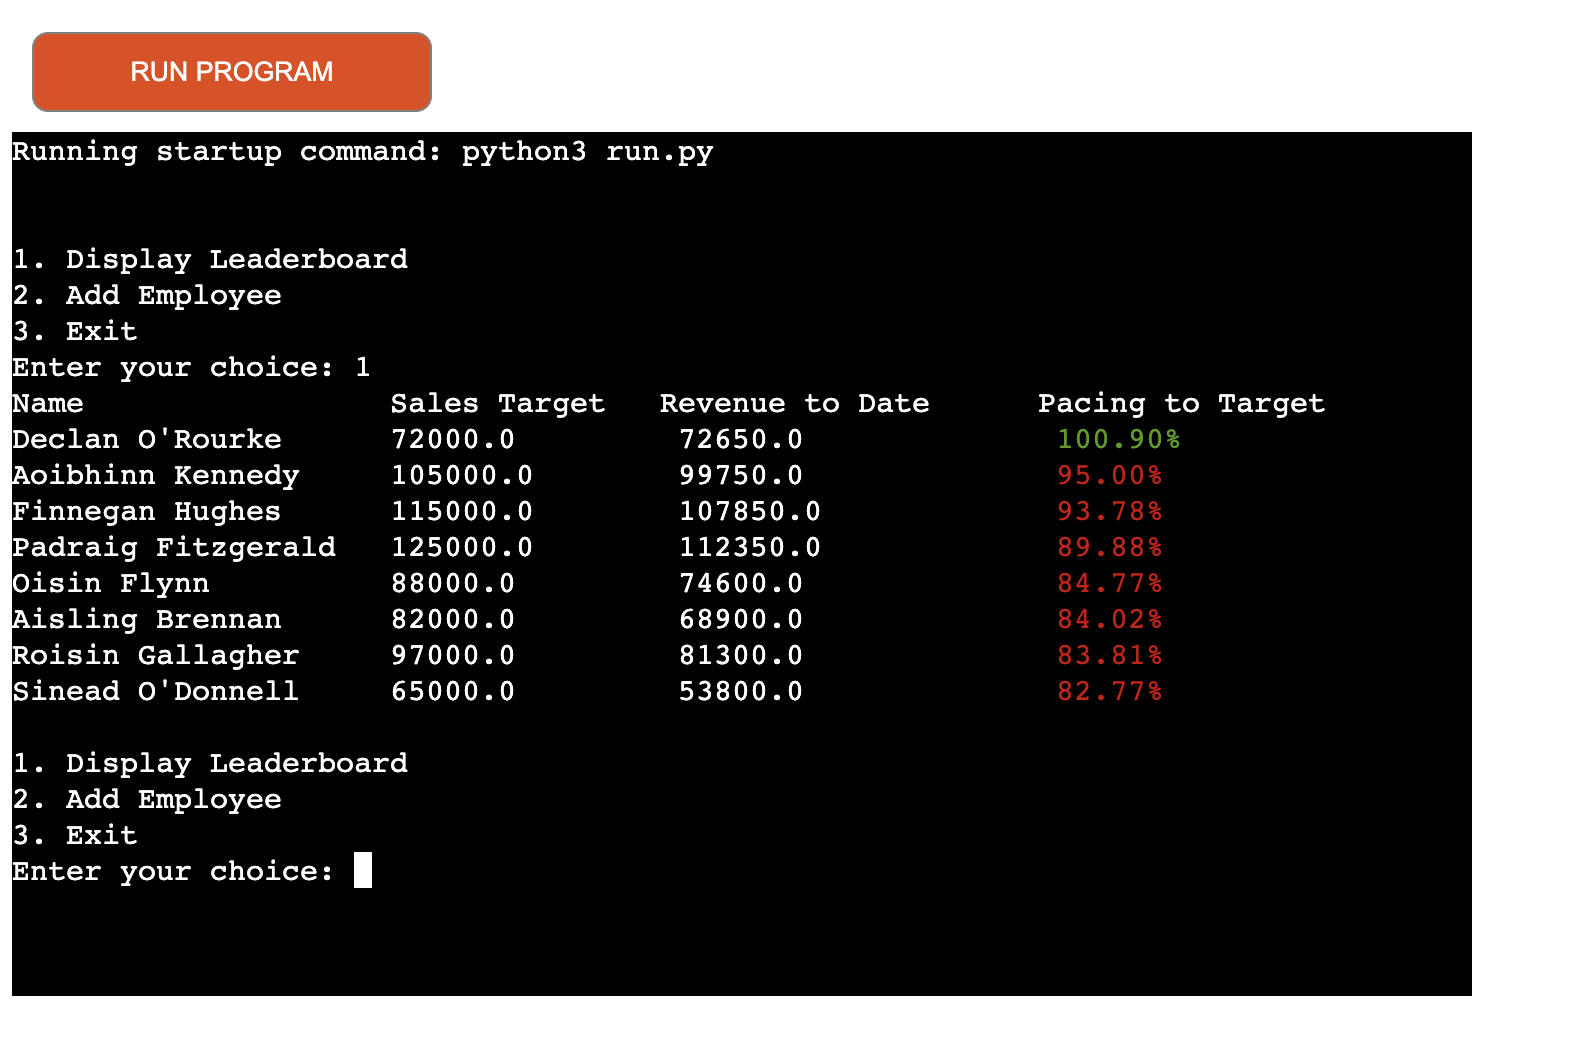 RUN PROGRAM
Running startup command: python3 run.py
1. Display Leaderboard
2. Add Employee
3. Exit
Enter your choice: 1
Name Sales Target Revenue to Date Pacing to Target
Declan O'Rourke 72000.0 72650.0 100.90%
Aoibhinn Kennedy 105000.0 99750.0 95.00%
Finnegan Hughes 115000.0 107850.0 93.78%
Padraig Fitzgerald 125000.0 112350.0 89.88%
Oisin Flynn 88000.0 74600.0 84.77%
Aisling Brennan 82000.0 68900.0 84.02%
Roisin Gallagher 97000.0 81300.0 83.81%
Sinead O'Donnell 65000.0 53800.0 82.77%
1. Display Leaderboard
2. Add Employee
3. Exit
Enter your choice: